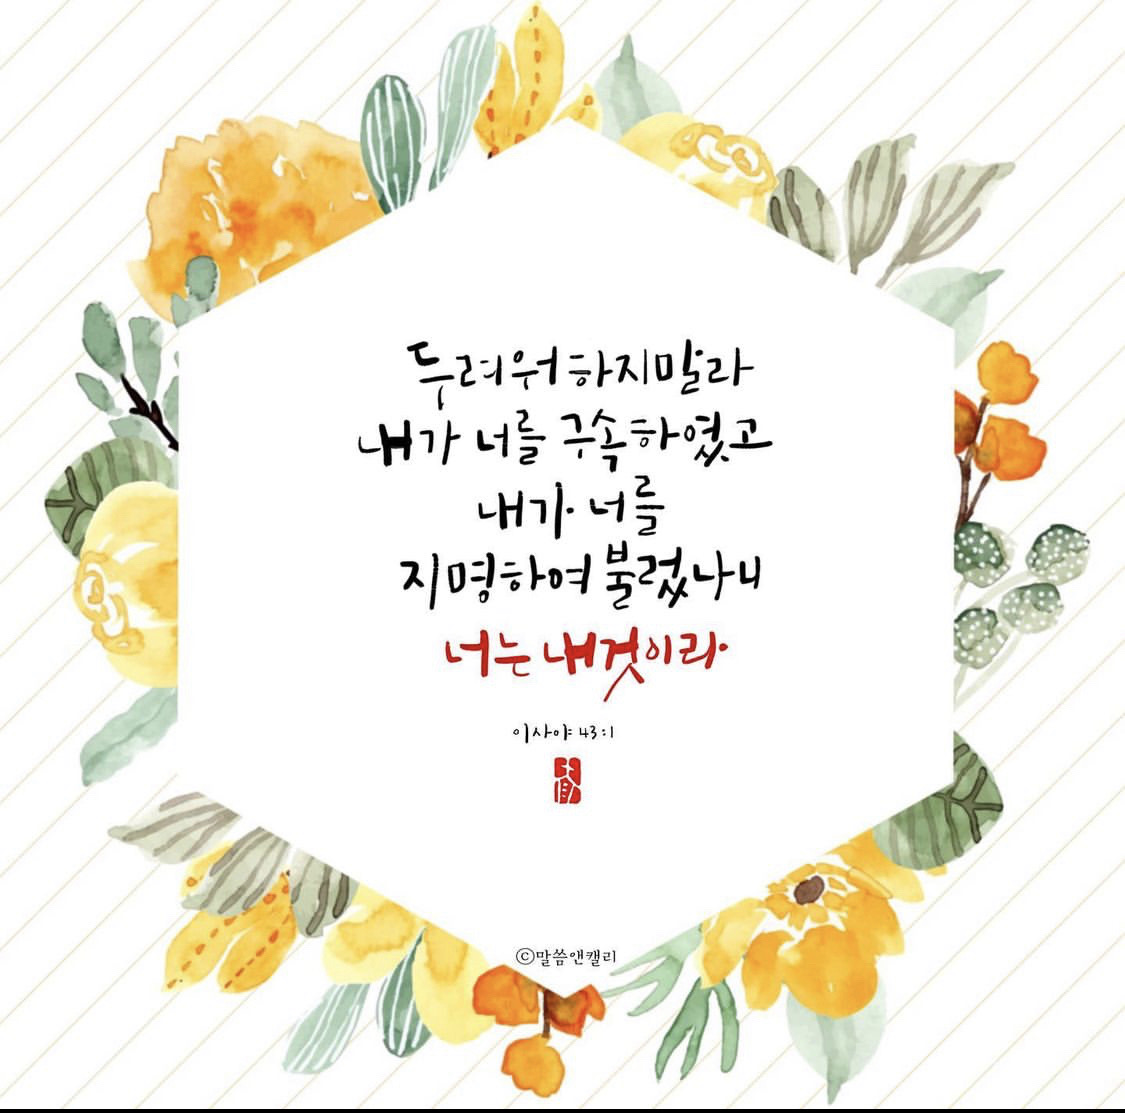 두려워하지말라
내가 너를 구속하였고
내가 너를
지명하여 불렀나니
너는 내것이라
이사야 43:1
ⓒ말씀앤캘리